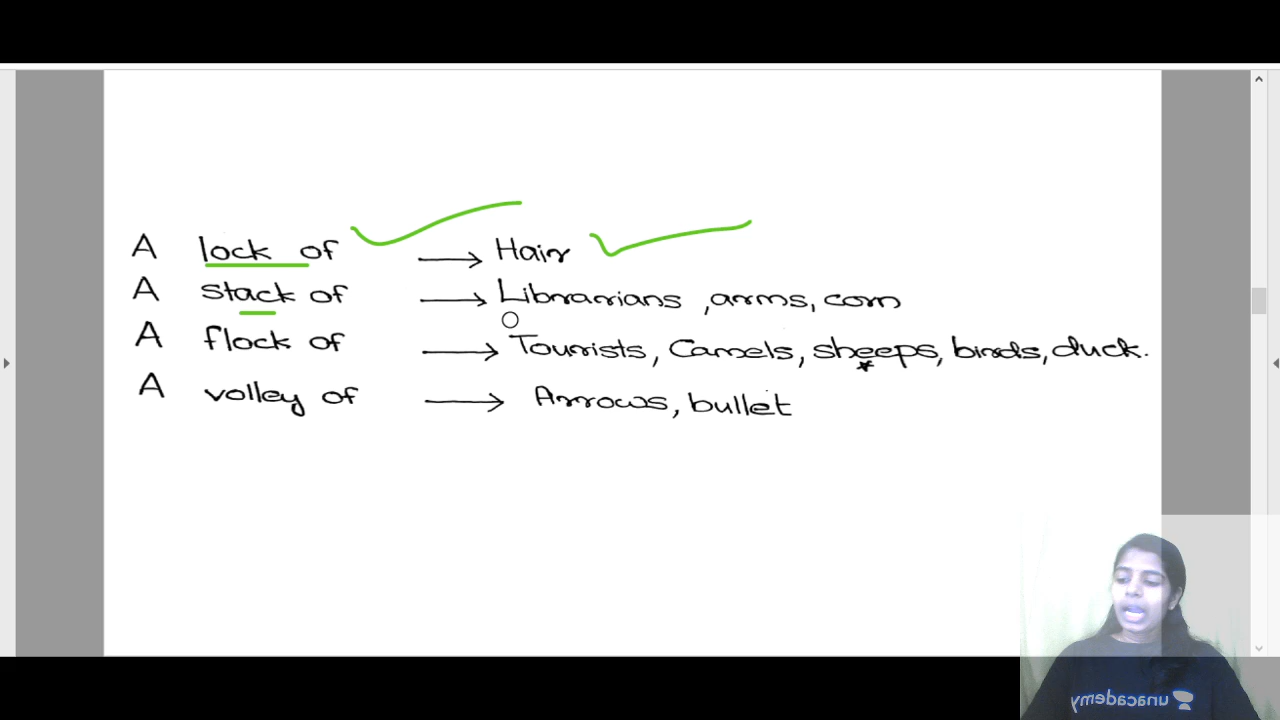 A lock of → Hair
A stack of → Librarians, arms, corn
A flock of → Tourists, Camels, sheeps, birds, duck.
A volley of → Arrows, bullet
unacademy